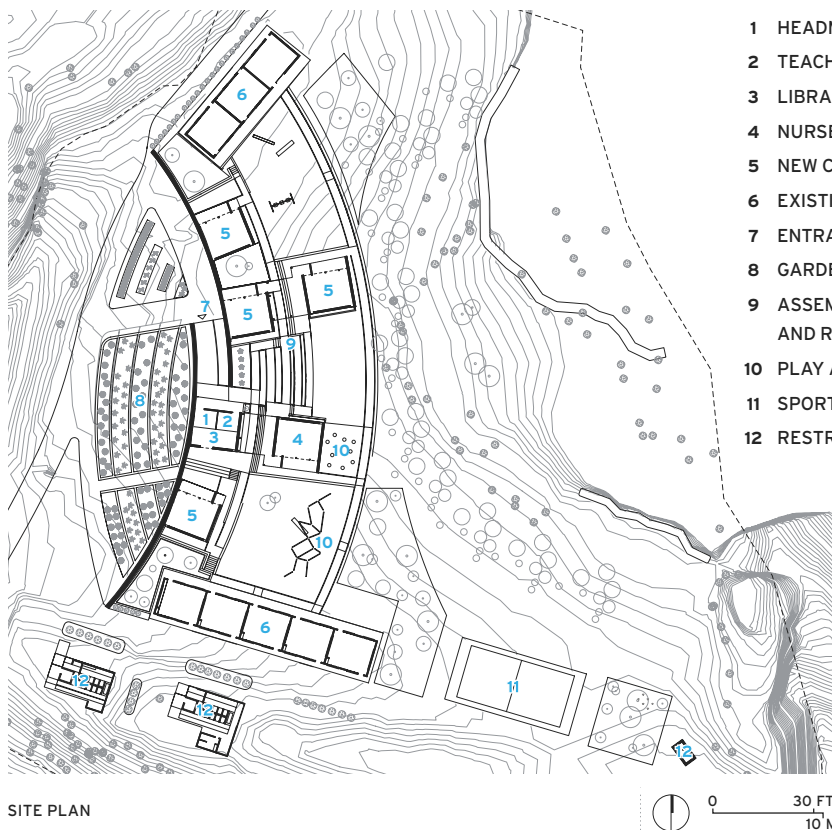 1 HEADM
2 TEACH
3 LIBRA
4 NURSE
5 NEW C
6 EXISTI
7 ENTRA
8 GARDE
9 ASSEM
AND R
10 PLAY A
11 SPORT
12 RESTR
6
5
5
5
7
9
8
1 2
3
4
10
5
10
6
12
11
12
12
SITE PLAN
0 30 FT
10 M